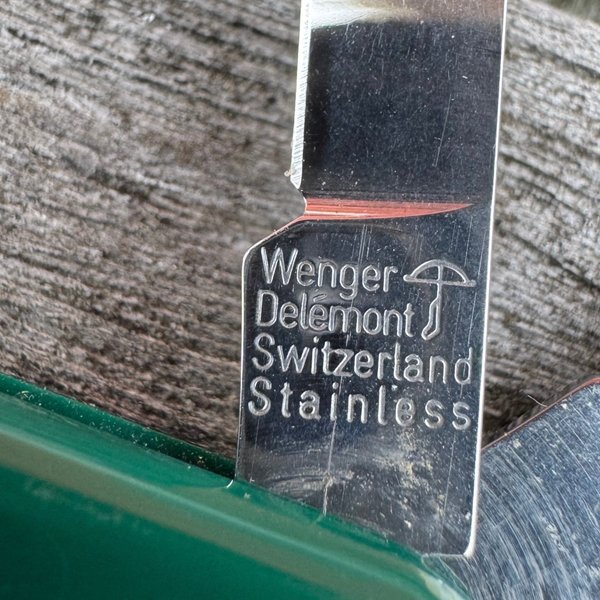 Wenger
Delémont
Switzerland
Stainless